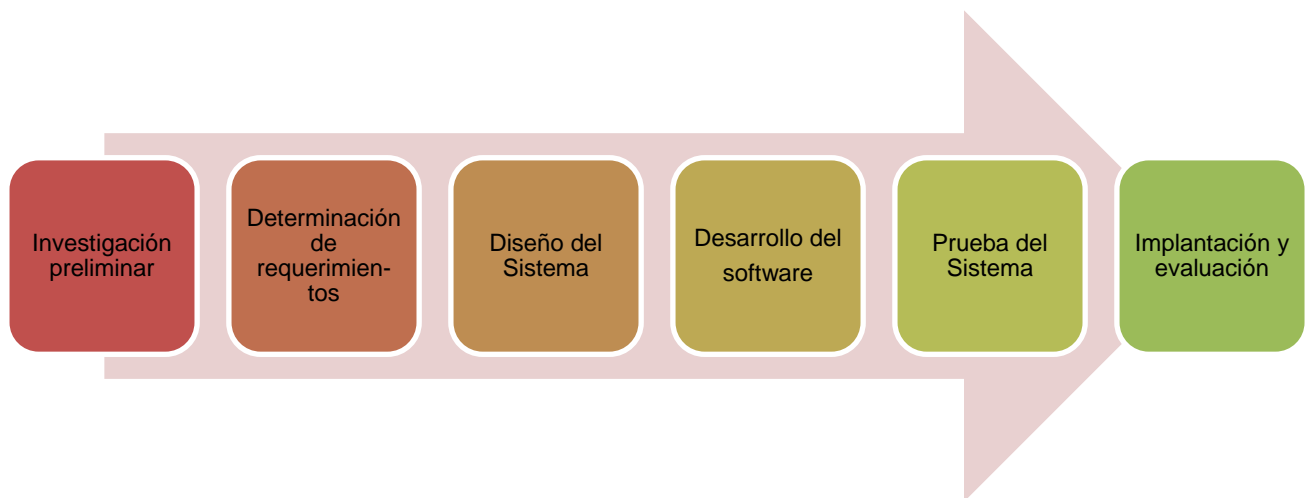 Investigación
preliminar
Determinación
de
requerimien-
tos
Diseño del
Sistema
Desarrollo del
software
Prueba del
Sistema
Implantación y
evaluación